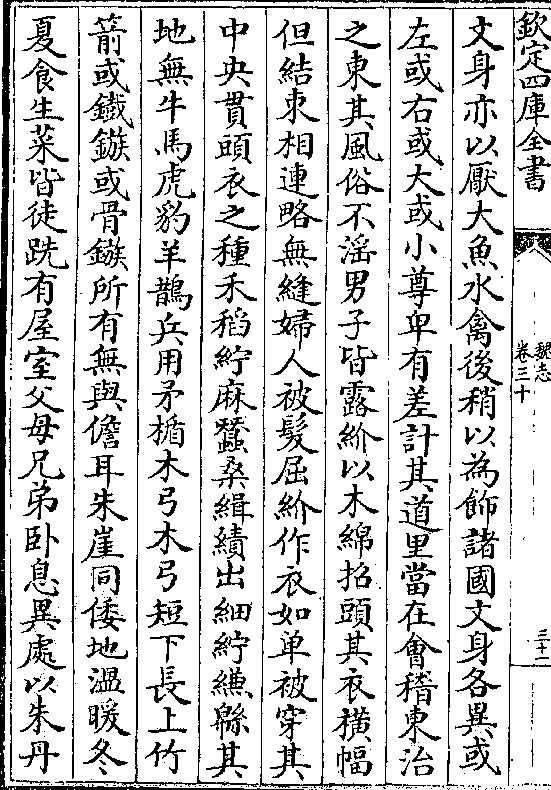 欽定四庫全書
魏志
卷三十
三十一
文身亦以厭大魚水禽後稍以為飾諸國文身各異或
左或右或大或小尊卑有差計其道里當在會稽東治
之東其風俗不淫男子皆露紒以木綿招頭其衣横幅
但結束相連略無縫婦人被髮屈紒作衣如单被穿其
中央貫頭衣之種禾稻紵麻蠶桑緝績出細紵縑緜其
地無牛馬虎豹羊鵲兵用矛楯木弓木弓短下長上竹
箭或鐵鏃或骨鏃所有無與儋耳朱崖同倭地溫暖冬
夏食生菜皆徒跣有屋室父母兄弟卧息異處以朱丹